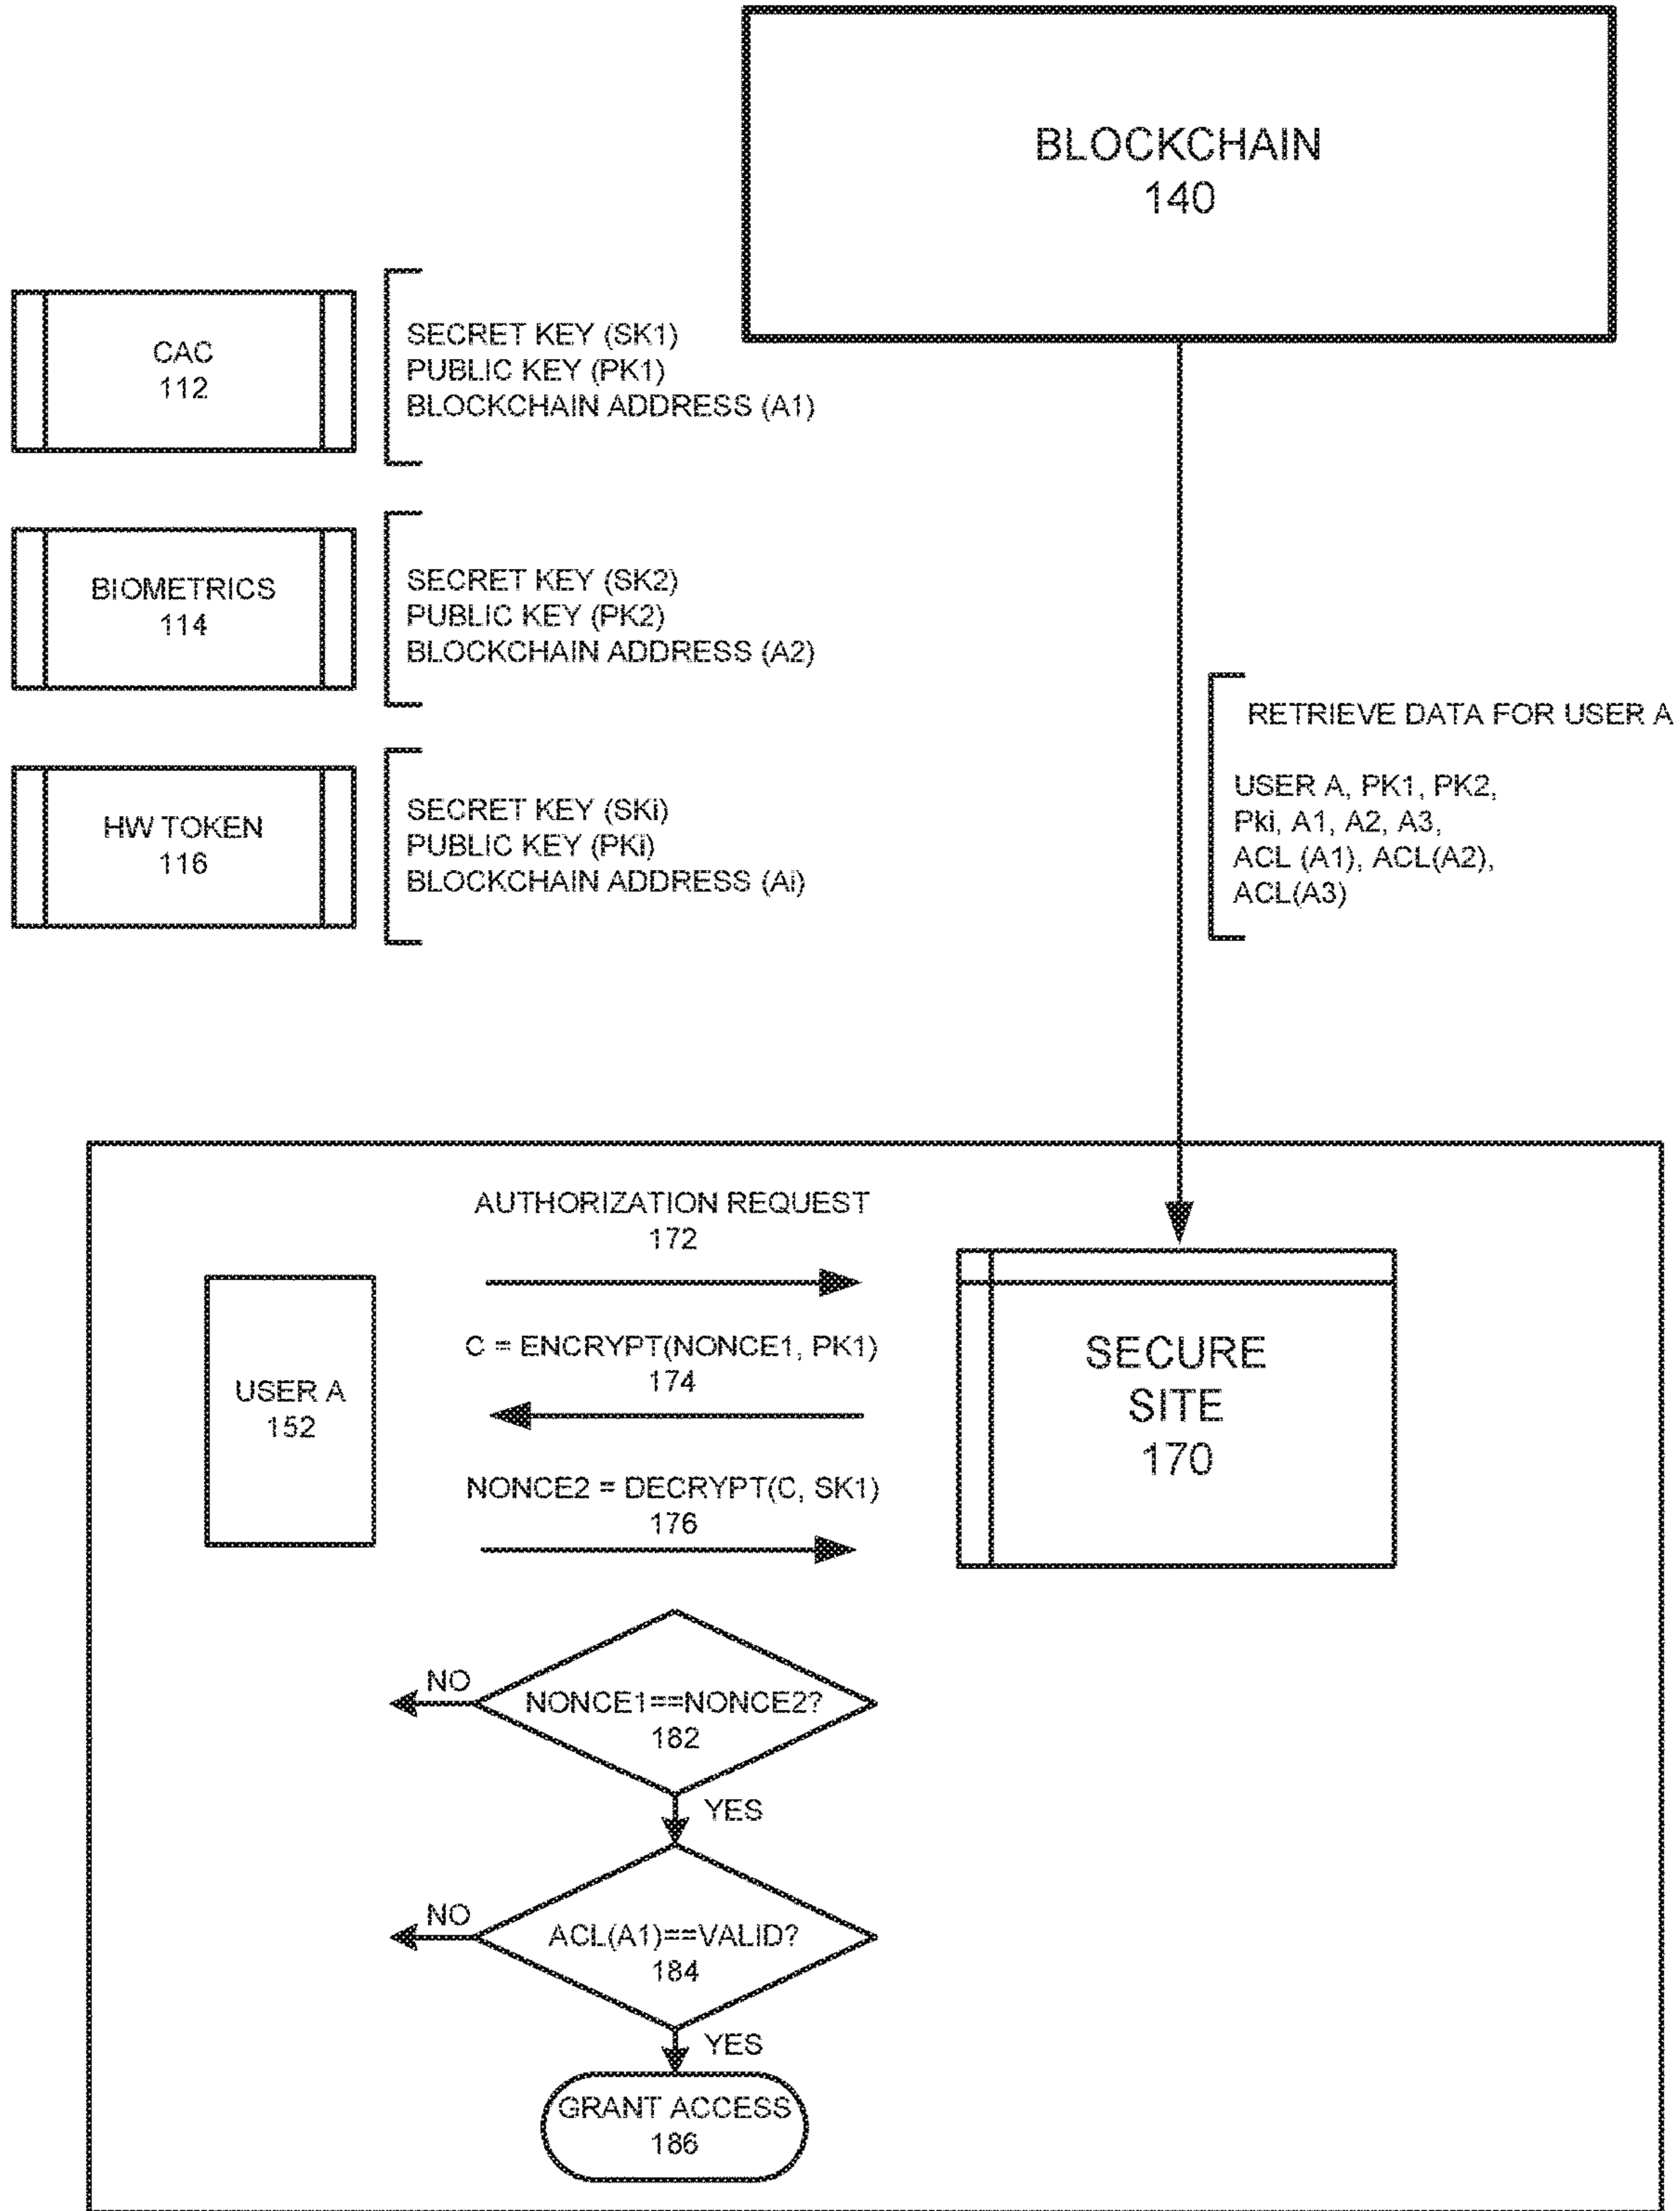 BLOCKCHAIN
140
CAC
112
SECRET KEY (SK1)
PUBLIC KEY (PK1)
BLOCKCHAIN ADDRESS (A1)
BIOMETRICS
114
SECRET KEY (SK2)
PUBLIC KEY (PK2)
BLOCKCHAIN ADDRESS (A2)
HW TOKEN
116
SECRET KEY (SKi)
PUBLIC KEY (PKi)
BLOCKCHAIN ADDRESS (Ai)
RETRIEVE DATA FOR USER A
USER A, PK1, PK2,
Pki, A1, A2, A3,
ACL (A1), ACL(A2),
ACL(A3)
AUTHORIZATION REQUEST
172
C = ENCRYPT(NONCE1, PK1)
174
USER A
152
NONCE2 = DECRYPT(C, SK1)
176
SECURE
SITE
170
NO
NONCE1==NONCE2?
182
YES
NO
ACL(A1)==VALID?
184
YES
GRANT ACCESS
186